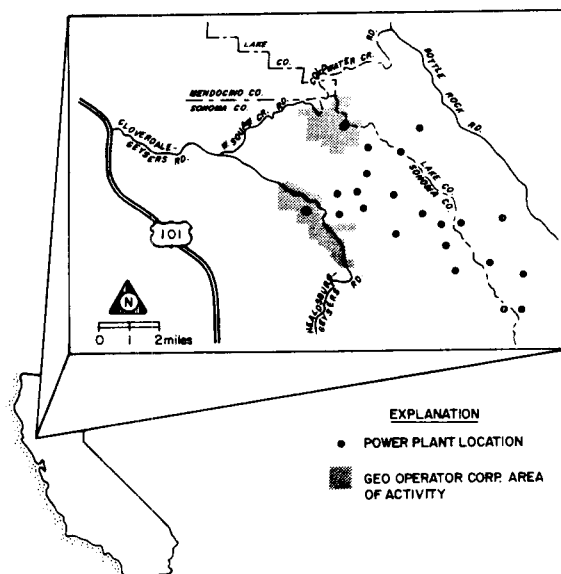 LAKE
CO.
COLDWATER CR.
RD.
BOTTLE ROCK RD.
MENDOCINO CO.
SONOMA CO.
CLOVERDALE-
GEYSERS RD.
SQUAW CR. RD.
LAKE CO.
SONOMA CO.
101
N
0 1 2 miles
HEALDSBURG-
GEYSERS
RD.
EXPLANATION
POWER PLANT LOCATION
GEO OPERATOR CORP. AREA
OF ACTIVITY